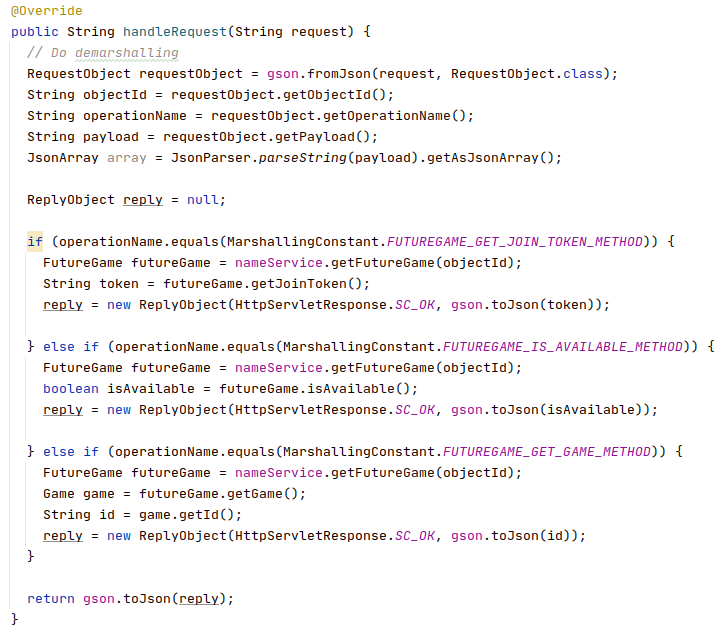 @Override
public String handleRequest(String request) {
// Do demarshalling
RequestObject requestObject = gson.fromJson(request, RequestObject.class);
String objectId = requestObject.getObjectId();
String operationName = requestObject.getOperationName();
String payload = requestObject.getPayload();
JsonArray array = JsonParser.parseString(payload).getAsJsonArray();
ReplyObject reply = null;
if (operationName.equals(MarshallingConstant.FUTUREGAME_GET_JOIN_TOKEN_METHOD)) {
FutureGame futureGame = nameService.getFutureGame(objectId);
String token = futureGame.getJoinToken();
reply = new ReplyObject(HttpServletResponse.SC_OK, gson.toJson(token));
} else if (operationName.equals(MarshallingConstant.FUTUREGAME_IS_AVAILABLE_METHOD)) {
FutureGame futureGame = nameService.getFutureGame(objectId);
boolean isAvailable = futureGame.isAvailable();
reply = new ReplyObject(HttpServletResponse.SC_OK, gson.toJson(isAvailable));
} else if (operationName.equals(MarshallingConstant.FUTUREGAME_GET_GAME_METHOD)) {
FutureGame futureGame = nameService.getFutureGame(objectId);
Game game = futureGame.getGame();
String id = game.getId();
reply = new ReplyObject(HttpServletResponse.SC_OK, gson.toJson(id));
}
return gson.toJson(reply);
}